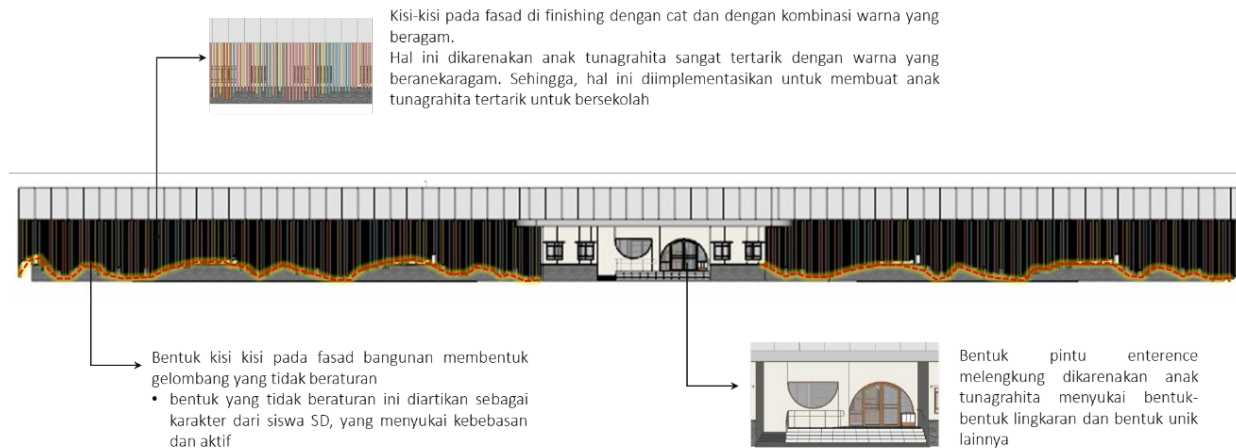 Kisi-kisi pada fasad di finishing dengan cat dan dengan kombinasi warna yang
beragam.
Hal ini dikarenakan anak tunagrahita sangat tertarik dengan warna yang
beranekaragam. Sehingga, hal ini diimplementasikan untuk membuat anak
tunagrahita tertarik untuk bersekolah
Bentuk kisi kisi pada fasad bangunan membentuk
gelombang yang tidak beraturan
• bentuk yang tidak beraturan ini diartikan sebagai
karakter dari siswa SD, yang menyukai kebebasan
dan aktif
Bentuk pintu enterence
melengkung dikarenakan anak
tunagrahita menyukai bentuk-
bentuk lingkaran dan bentuk unik
lainnya